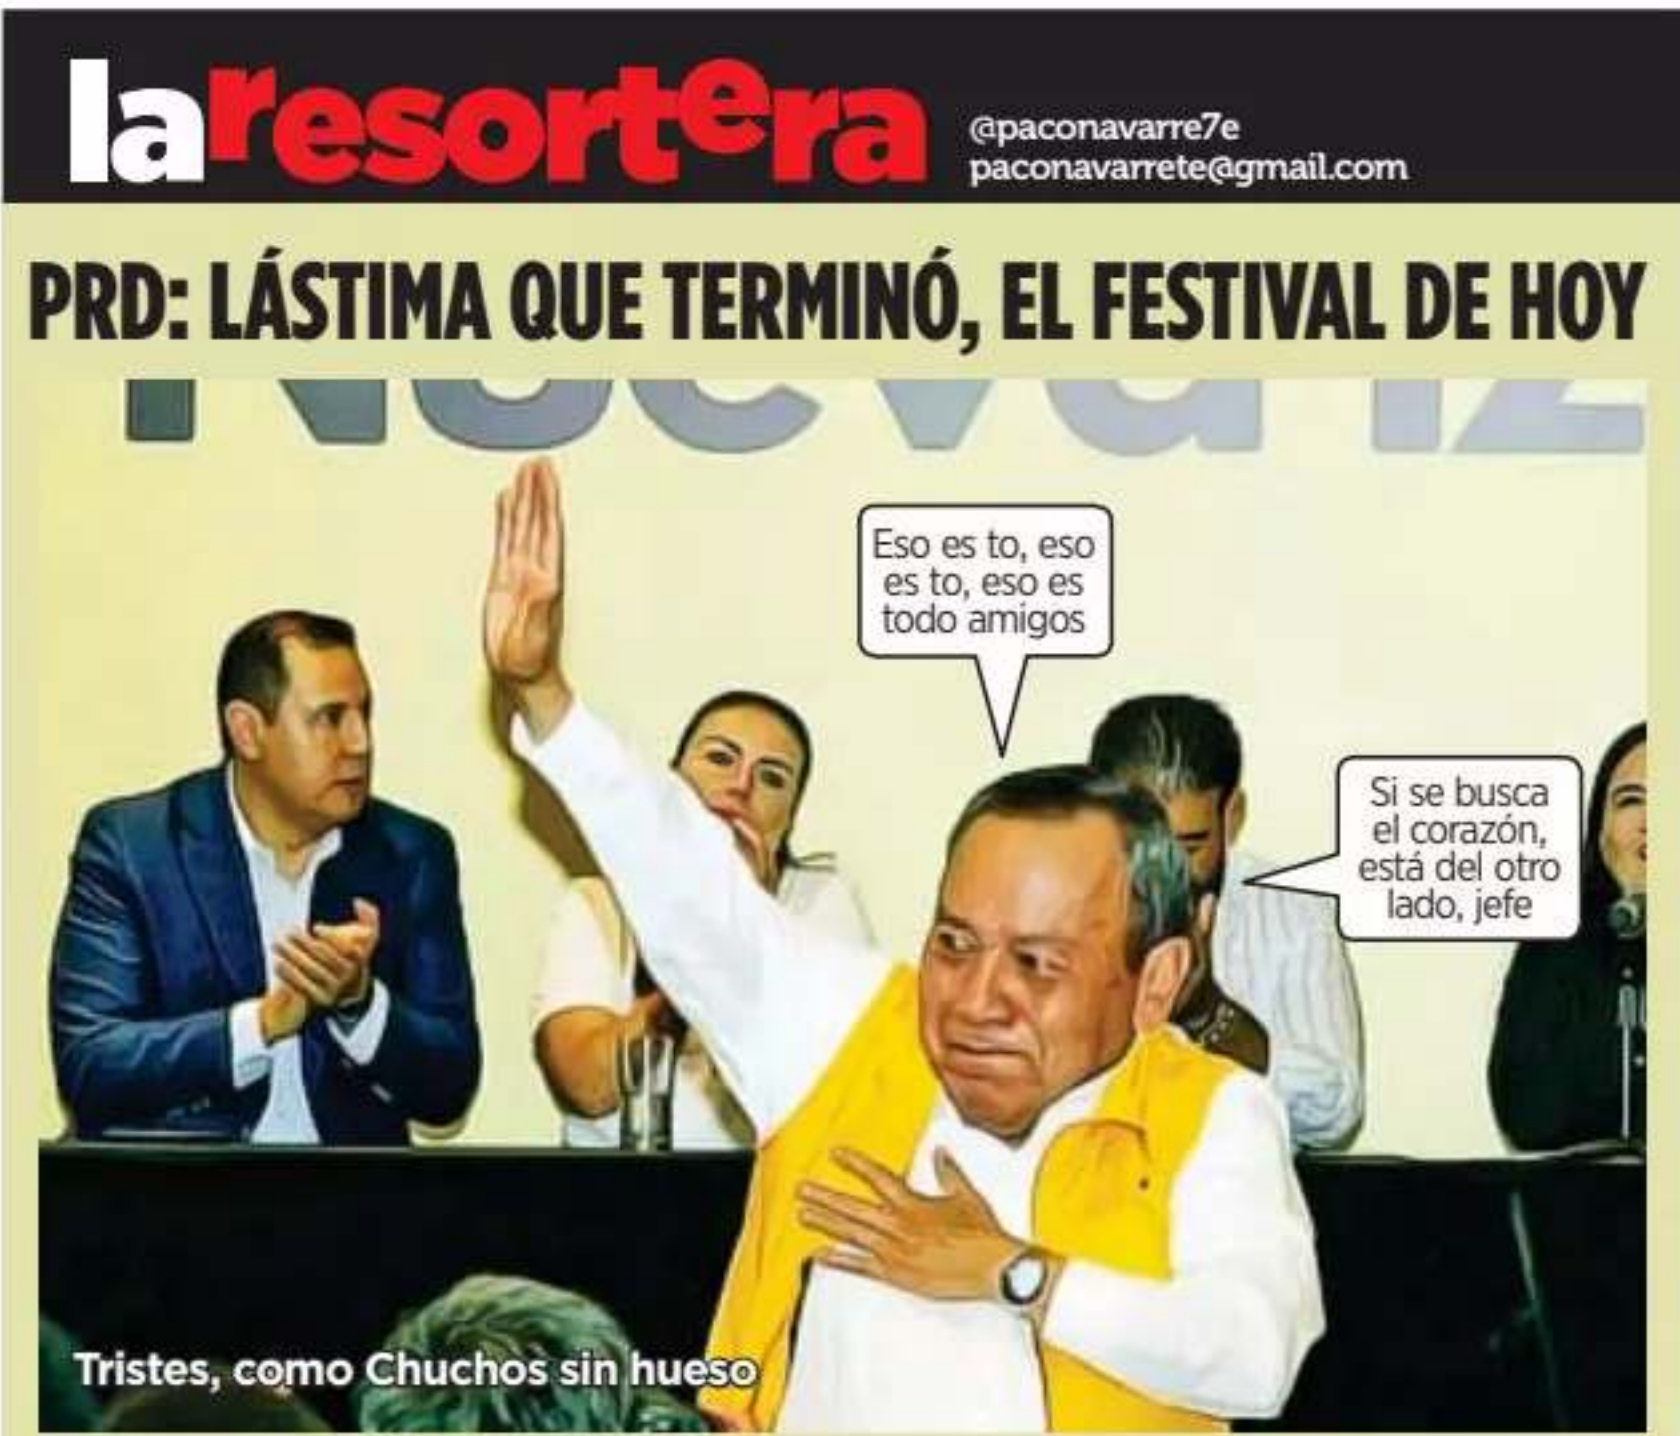 laresortera
@paconavarre7e
paconavarrete@gmail.com
PRD: LÁSTIMA QUE TERMINÓ, EL FESTIVAL DE HOY
Nueva Iz
Eso es to, eso
es to, eso es
todo amigos
Si se busca
el corazón,
está del otro
lado, jefe
Tristes, como Chuchos sin hueso